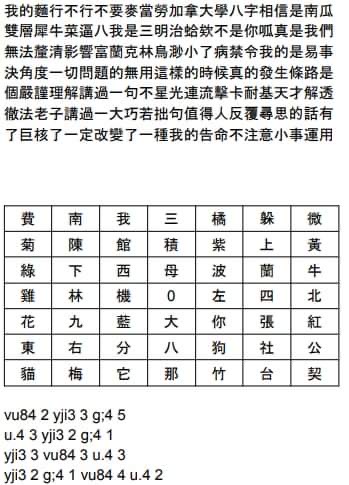 我的麵行不行不要麥當勞加拿大學八字相信是南瓜
雙層犀牛菜逼八我是三明治蛤欸不是你呱真是我們
無法釐清影響富蘭克林鳥渺小了病禁令我的是易事
決角度一切問題的無用這樣的時候真的發生條路是
個嚴謹理解講過一句不星光連流擊卡耐基天才解透
徹法老子講過一大巧若拙句值得人反覆尋思的話有
了巨核了一定改變了一種我的告命不注意小事運用
費 南 我 三 橘 躲 微
菊 陳 館 積 紫 上 黃
綠 下 西 母 波 蘭 牛
雞 林 機 0 左 四 北
花 九 藍 大 你 張 紅
東 右 分 八 狗 社 公
貓 梅 它 那 竹 台 契
vu84 2 yji3 3 g;4 5
u.4 3 yji3 2 g;4 1
yji3 3 vu84 3 u.4 3
yji3 2 g;4 1 vu84 4 u.4 2